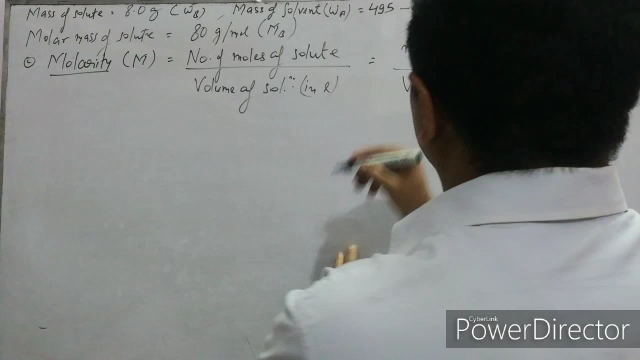 Mass of solute = 8.0 g (WB), Mass of Solvent (WA) = 495 –
Molar mass of solute = 80 g/mol (MB)
Molarity (M) = No. of moles of solute / Volume of sol.n (in l) =
CyberLink
PowerDirector